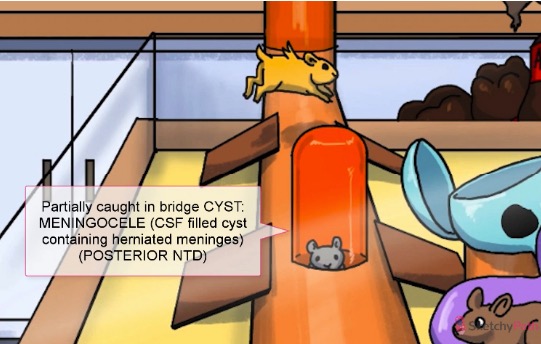 Partially caught in bridge CYST:
MENINGOCELE (CSF filled cyst
containing herniated meninges)
(POSTERIOR NTD)